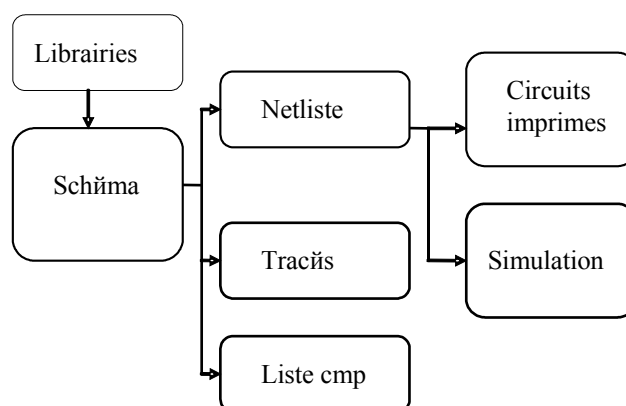 Librairies
Netliste
Circuits
imprimes
Schйma
Tracйs
Simulation
Liste cmp